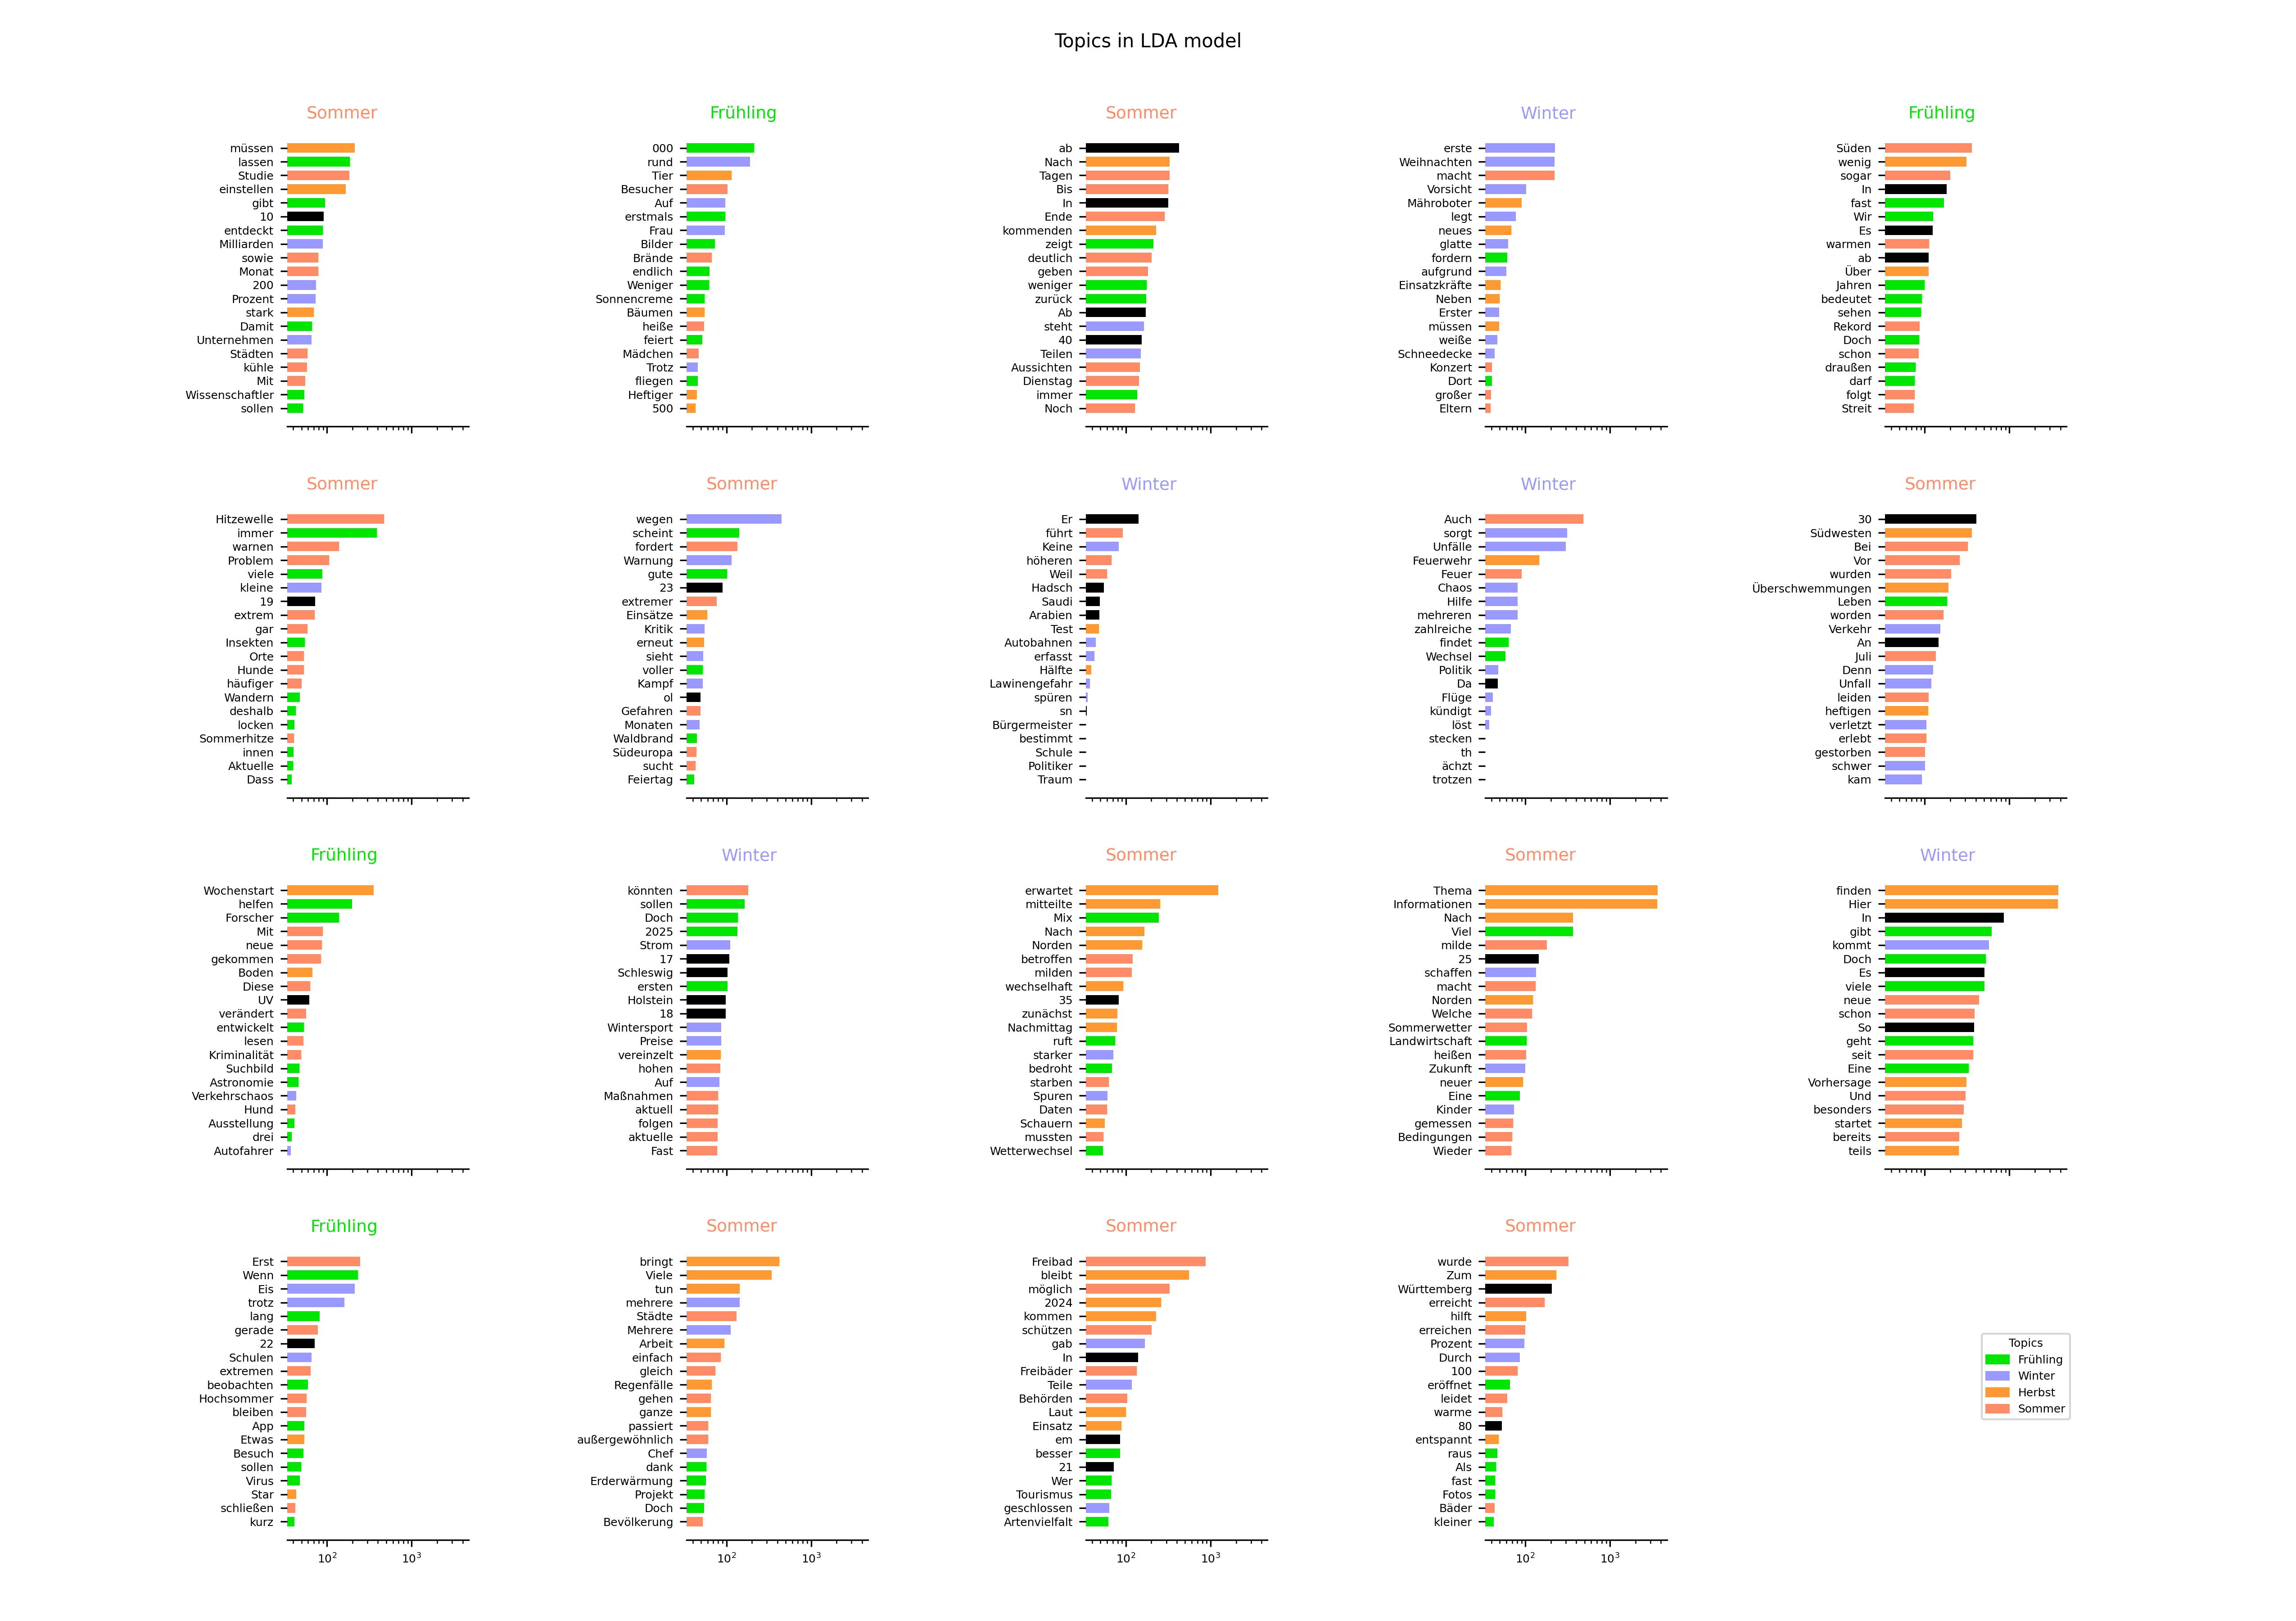 Topics in LDA model
Sommer
müssen
lassen
Studie
einstellen
gibt
10
entdeckt
Milliarden
sowie
Monat
200
Prozent
stark
Damit
Unternehmen
Städten
kühle
Mit
Wissenschaftler
sollen
Frühling
000
rund
Tier
Besucher
Auf
erstmals
Frau
Bilder
Brände
endlich
Weniger
Sonnencreme
Bäumen
heiße
feiert
Mädchen
Trotz
fliegen
Heftiger
500
Sommer
ab
Nach
Tagen
Bis
In
Ende
kommenden
zeigt
deutlich
geben
weniger
zurück
Ab
steht
40
Teilen
Aussichten
Dienstag
immer
Noch
Winter
erste
Weihnachten
macht
Vorsicht
Mähroboter
legt
neues
glatte
fordern
aufgrund
Einsatzkräfte
Neben
Erster
müssen
weiße
Schneedecke
Konzert
Dort
großer
Eltern
Frühling
Süden
wenig
sogar
In
fast
Wir
Es
warmen
ab
Über
Jahren
bedeutet
sehen
Rekord
Doch
schon
draußen
darf
folgt
Streit
Sommer
Hitzewelle
immer
warnen
Problem
viele
kleine
19
extrem
gar
Insekten
Orte
Hunde
häufiger
Wandern
deshalb
locken
Sommerhitze
innen
Aktuelle
Dass
Sommer
wegen
scheint
fordert
Warnung
gute
23
extremer
Einsätze
Kritik
erneut
sieht
voller
Kampf
ol
Gefahren
Monaten
Waldbrand
Südeuropa
sucht
Feiertag
Winter
Er
führt
Keine
höheren
Weil
Hadsch
Saudi
Arabien
Test
Autobahnen
erfasst
Hälfte
Lawinengefahr
spüren
sn
Bürgermeister
bestimmt
Schule
Politiker
Traum
Winter
Auch
sorgt
Unfälle
Feuerwehr
Feuer
Chaos
Hilfe
mehreren
zahlreiche
findet
Wechsel
Politik
Da
Flüge
kündigt
löst
stecken
th
ächzt
trotzen
Sommer
30
Südwesten
Bei
Vor
wurden
Überschwemmungen
Leben
worden
Verkehr
An
Juli
Denn
Unfall
leiden
heftigen
verletzt
erlebt
gestorben
schwer
kam
Frühling
Wochenstart
helfen
Forscher
Mit
neue
gekommen
Boden
Diese
UV
verändert
entwickelt
lesen
Kriminalität
Suchbild
Astronomie
Verkehrschaos
Hund
Ausstellung
drei
Autofahrer
Winter
könnten
sollen
Doch
2025
Strom
17
Schleswig
ersten
Holstein
18
Wintersport
Preise
vereinzelt
hohen
Auf
Maßnahmen
aktuell
folgen
aktuelle
Fast
Sommer
erwartet
mitteilte
Mix
Nach
Norden
betroffen
milden
wechselhaft
35
zunächst
Nachmittag
ruft
starker
bedroht
starben
Spuren
Daten
Schauern
mussten
Wetterwechsel
Sommer
Thema
Informationen
Nach
Viel
milde
25
schaffen
macht
Norden
Welche
Sommerwetter
Landwirtschaft
heißen
Zukunft
neuer
Eine
Kinder
gemessen
Bedingungen
Wieder
Winter
finden
Hier
In
gibt
kommt
Doch
Es
viele
neue
schon
So
geht
seit
Eine
Vorhersage
Und
besonders
startet
bereits
teils
Frühling
Erst
Wenn
Eis
trotz
lang
gerade
22
Schulen
extremen
beobachten
Hochsommer
bleiben
App
Etwas
Besuch
sollen
Virus
Star
schließen
kurz
10² 10³
Sommer
bringt
Viele
tun
mehrere
Städte
Mehrere
Arbeit
einfach
gleich
Regenfälle
gehen
ganze
passiert
außergewöhnlich
Chef
dank
Erderwärmung
Projekt
Doch
Bevölkerung
10² 10³
Sommer
Freibad
bleibt
möglich
2024
kommen
schützen
gab
In
Freibäder
Teile
Behörden
Laut
Einsatz
em
besser
21
Wer
Tourismus
geschlossen
Artenvielfalt
10² 10³
Sommer
wurde
Zum
Württemberg
erreicht
hilft
erreichen
Prozent
Durch
100
eröffnet
leidet
warme
80
entspannt
raus
Als
fast
Fotos
Bäder
kleiner
10² 10³
Topics
Frühling
Winter
Herbst
Sommer